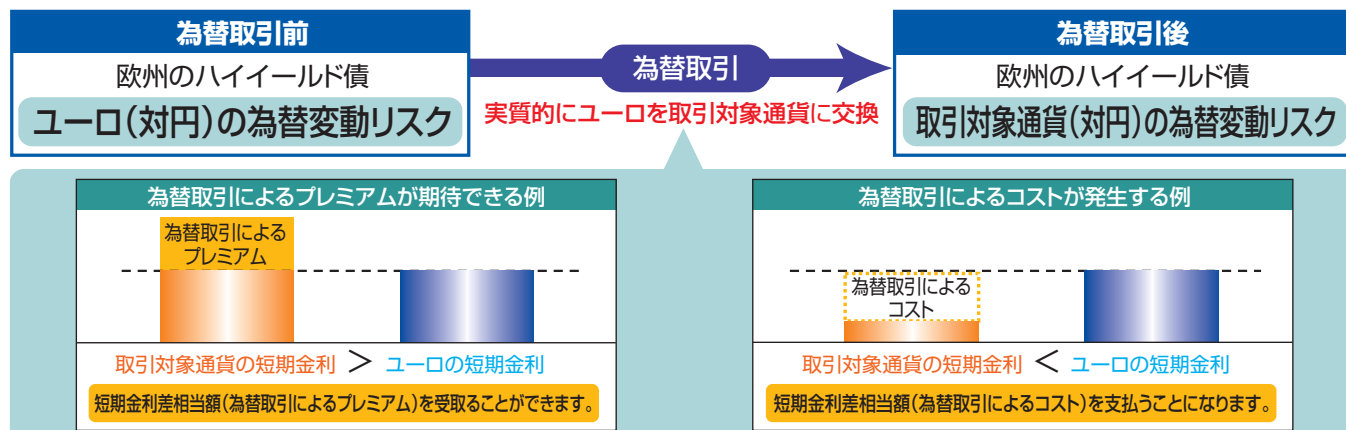 為替取引前
欧州のハイイールド債
ユーロ(対円)の為替変動リスク
為替取引
実質的にユーロを取引対象通貨に交換
為替取引後
欧州のハイイールド債
取引対象通貨(対円)の為替変動リスク
為替取引によるプレミアムが期待できる例
為替取引による
プレミアム
取引対象通貨の短期金利 > ユーロの短期金利
短期金利差相当額(為替取引によるプレミアム)を受取ることができます。
為替取引によるコストが発生する例
為替取引による
コスト
取引対象通貨の短期金利 < ユーロの短期金利
短期金利差相当額(為替取引によるコスト)を支払うことになります。